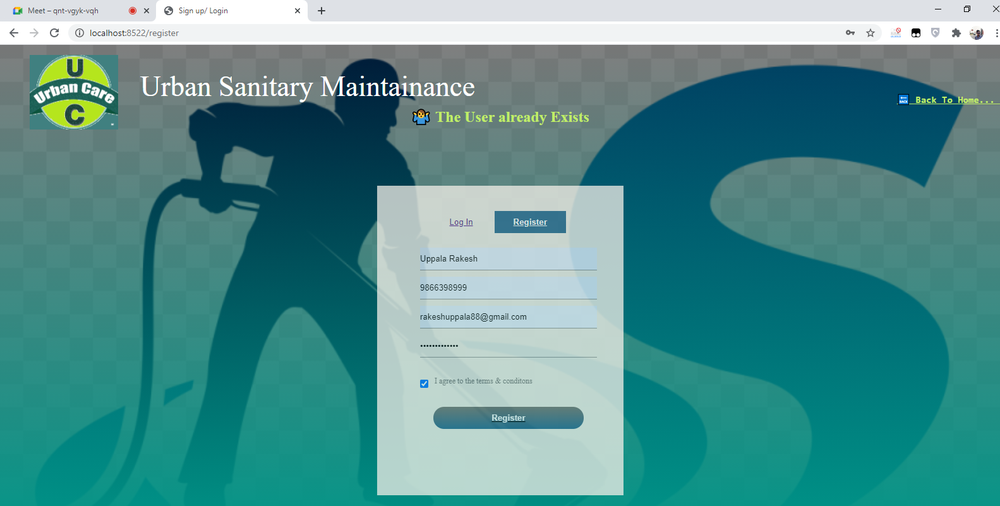 Meet – qnt-vgyk-vqh
Sign up/ Login
localhost:8522/register
U
Urban Care
C
Urban Sanitary Maintainance
BACK
Back To Home...
🤷 The User already Exists
Log In
Register
Uppala Rakesh
9866398999
rakeshuppala88@gmail.com
•••••••••••••
I agree to the terms & conditons
Register